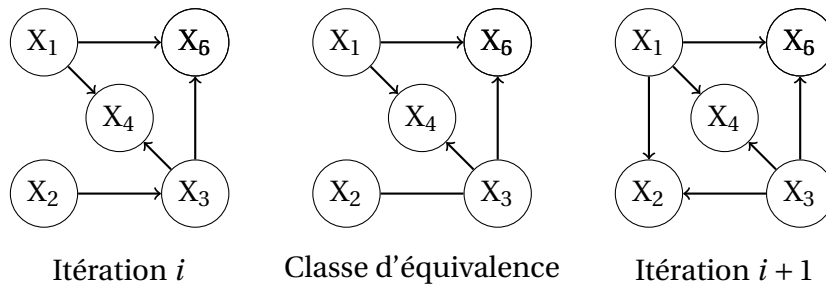 X₁ X₆ X₁ X₆ X₁ X₆
X₄ X₄ X₄
X₂ X₃ X₂ X₃ X₂ X₃
Itération i Classe d'équivalence Itération i + 1